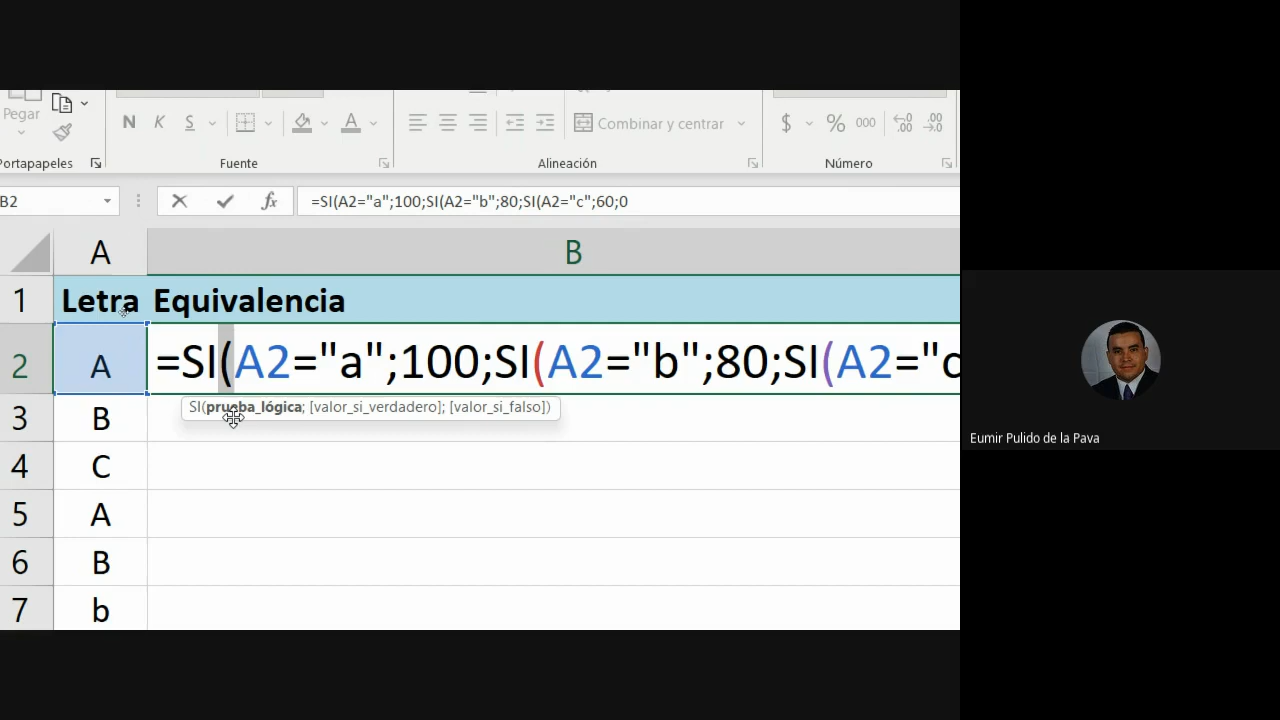 Pegar
N K S A
$ % 000 ,00 ,00
Combinar y centrar
Portapapeles Fuente Alineación Número
B2 fx =SI(A2="a";100;SI(A2="b";80;SI(A2="c";60;0
A B
1 Letra Equivalencia
2 A =SI(A2="a";100;SI(A2="b";80;SI(A2="c
SI(prueba_lógica; [valor_si_verdadero]; [valor_si_falso])
3 B
4 C
5 A
6 B
7 b
Eumir Pulido de la Pava